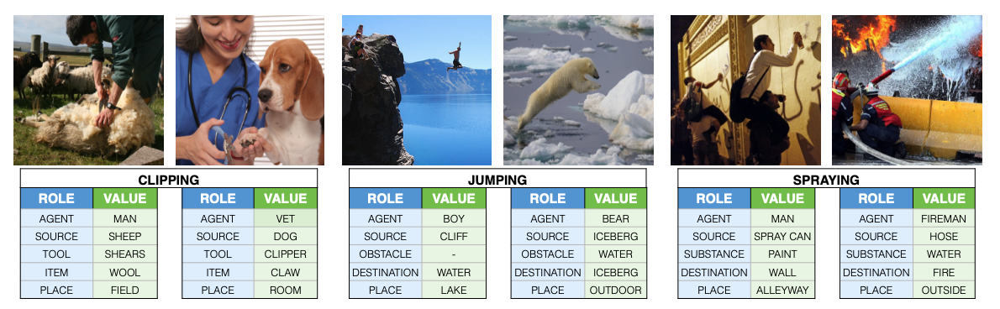 CLIPPING
ROLE VALUE ROLE VALUE
AGENT MAN AGENT VET
SOURCE SHEEP SOURCE DOG
TOOL SHEARS TOOL CLIPPER
ITEM WOOL ITEM CLAW
PLACE FIELD PLACE ROOM
JUMPING
ROLE VALUE ROLE VALUE
AGENT BOY AGENT BEAR
SOURCE CLIFF SOURCE ICEBERG
OBSTACLE - OBSTACLE WATER
DESTINATION WATER DESTINATION ICEBERG
PLACE LAKE PLACE OUTDOOR
SPRAYING
ROLE VALUE ROLE VALUE
AGENT MAN AGENT FIREMAN
SOURCE SPRAY CAN SOURCE HOSE
SUBSTANCE PAINT SUBSTANCE WATER
DESTINATION WALL DESTINATION FIRE
PLACE ALLEYWAY PLACE OUTSIDE